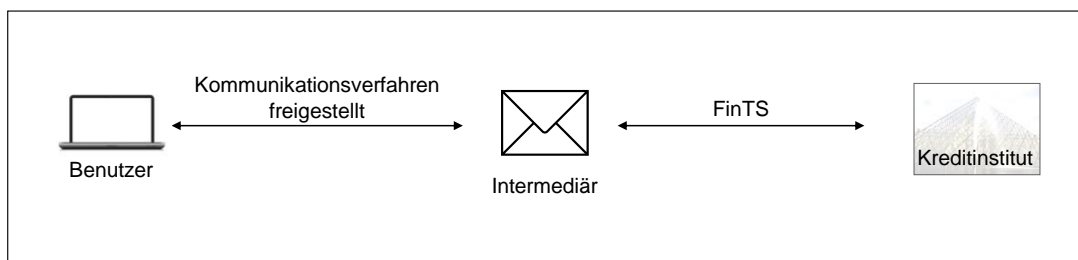 Kommunikationsverfahren
freigestellt
FinTS
Benutzer
Intermediär
Kreditinstitut